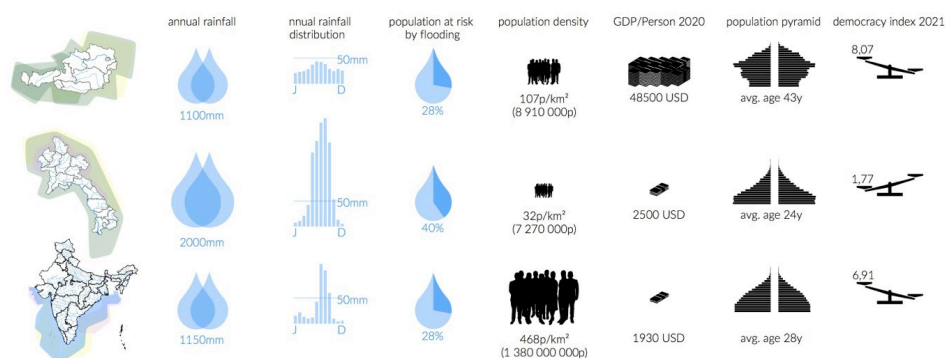 annual rainfall
nnual rainfall
distribution
population at risk
by flooding
population density
GDP/Person 2020
population pyramid
democracy index 2021
1100mm
50mm
J D
28%
107p/km²
(8 910 000p)
48500 USD
avg. age 43y
8,07
2000mm
50mm
J D
40%
32p/km²
(7 270 000p)
2500 USD
avg. age 24y
1,77
1150mm
50mm
J D
28%
468p/km²
(1 380 000 000p)
1930 USD
avg. age 28y
6,91